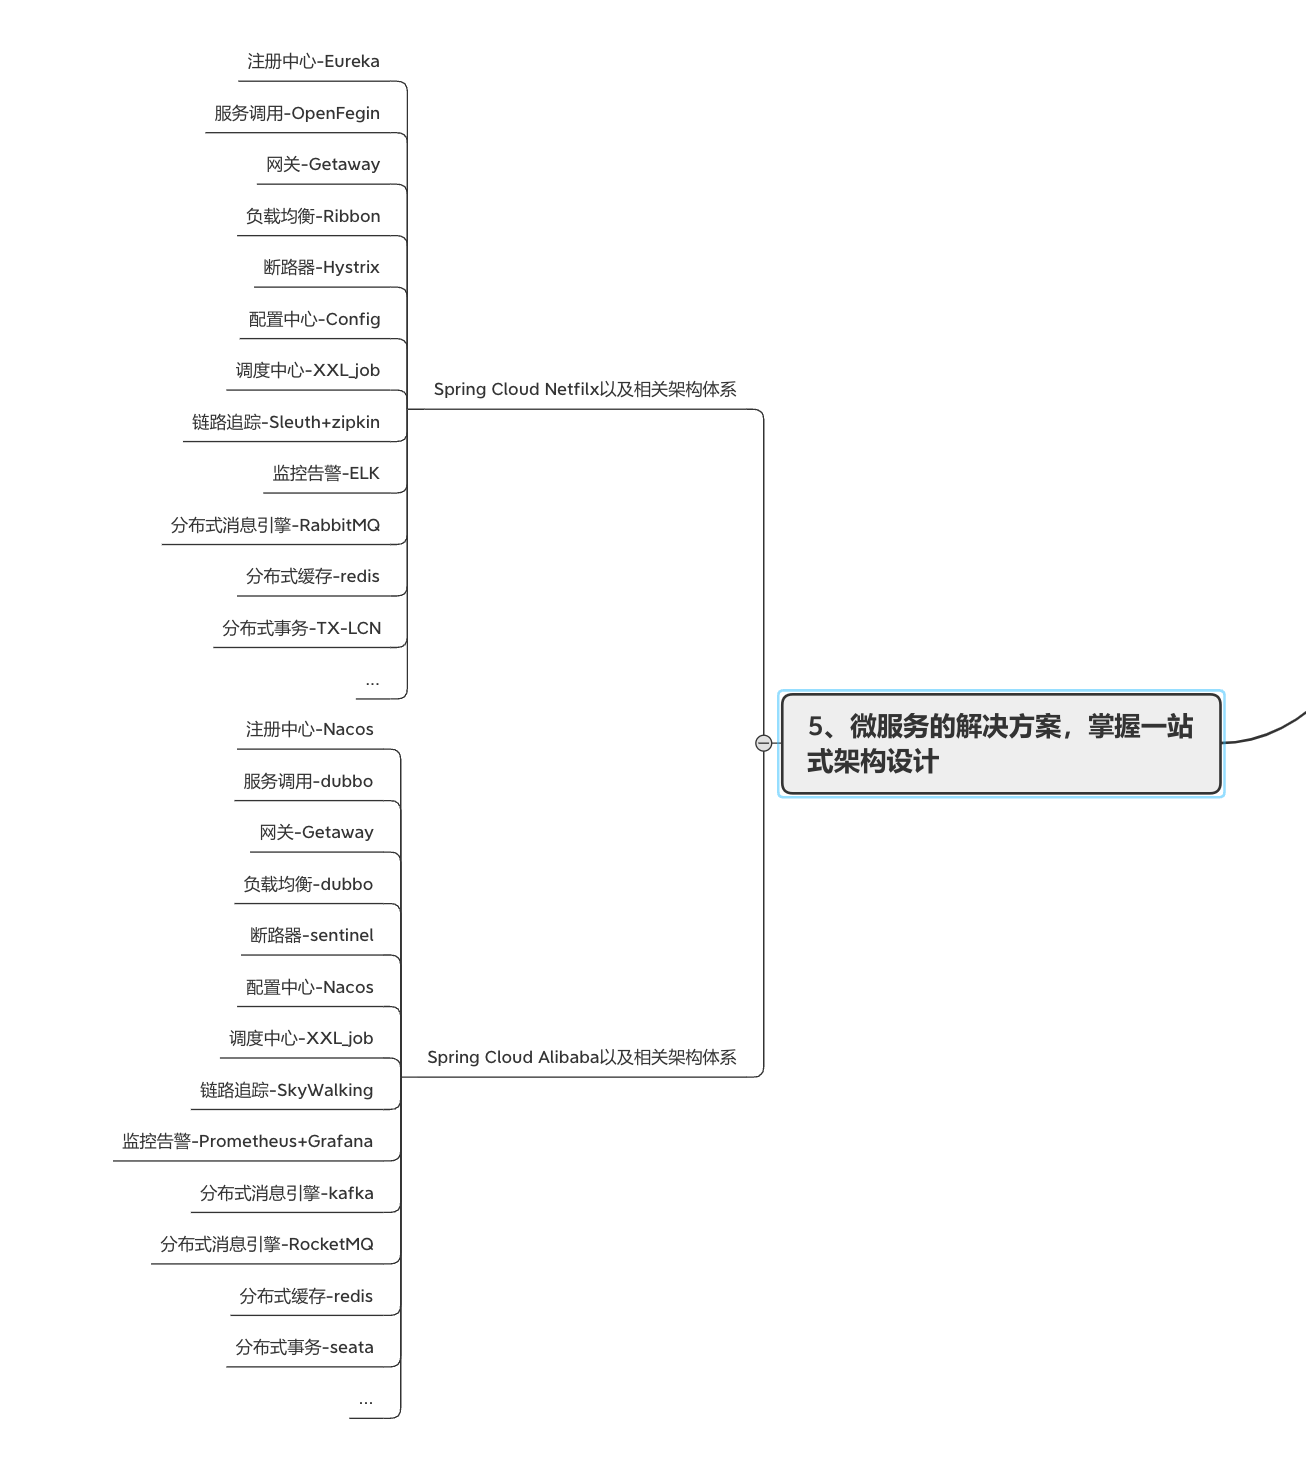 注册中心-Eureka
服务调用-OpenFegin
网关-Getaway
负载均衡-Ribbon
断路器-Hystrix
配置中心-Config
调度中心-XXL_job
链路追踪-Sleuth+zipkin
监控告警-ELK
分布式消息引擎-RabbitMQ
分布式缓存-redis
分布式事务-TX-LCN
...
Spring Cloud Netfilx以及相关架构体系
注册中心-Nacos
服务调用-dubbo
网关-Getaway
负载均衡-dubbo
断路器-sentinel
配置中心-Nacos
调度中心-XXL_job
链路追踪-SkyWalking
监控告警-Prometheus+Grafana
分布式消息引擎-kafka
分布式消息引擎-RocketMQ
分布式缓存-redis
分布式事务-seata
...
Spring Cloud Alibaba以及相关架构体系
5、微服务的解决方案，掌握一站
式架构设计